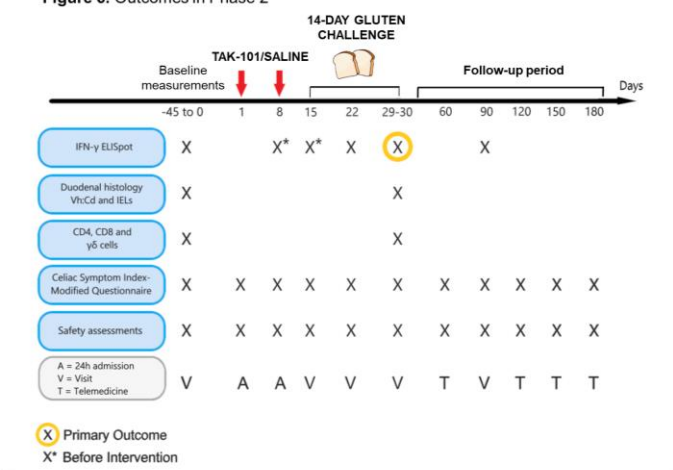 Figure 6. Outcomes in Phase 2
14-DAY GLUTEN
CHALLENGE
TAK-101/SALINE
Baseline
measurements
Follow-up period
Days
-45 to 0 1 8 15 22 29-30 60 90 120 150 180
IFN-γ ELISpot X X* X* X X X
Duodenal histology
Vh:Cd and IELs X X
CD4, CD8 and
γδ cells X X
Celiac Symptom Index-
Modified Questionnaire X X X X X X X X X X X
Safety assessments X X X X X X X X X X X
A = 24h admission
V = Visit
T = Telemedicine
V A A V V V T V T T T
X Primary Outcome
X* Before Intervention